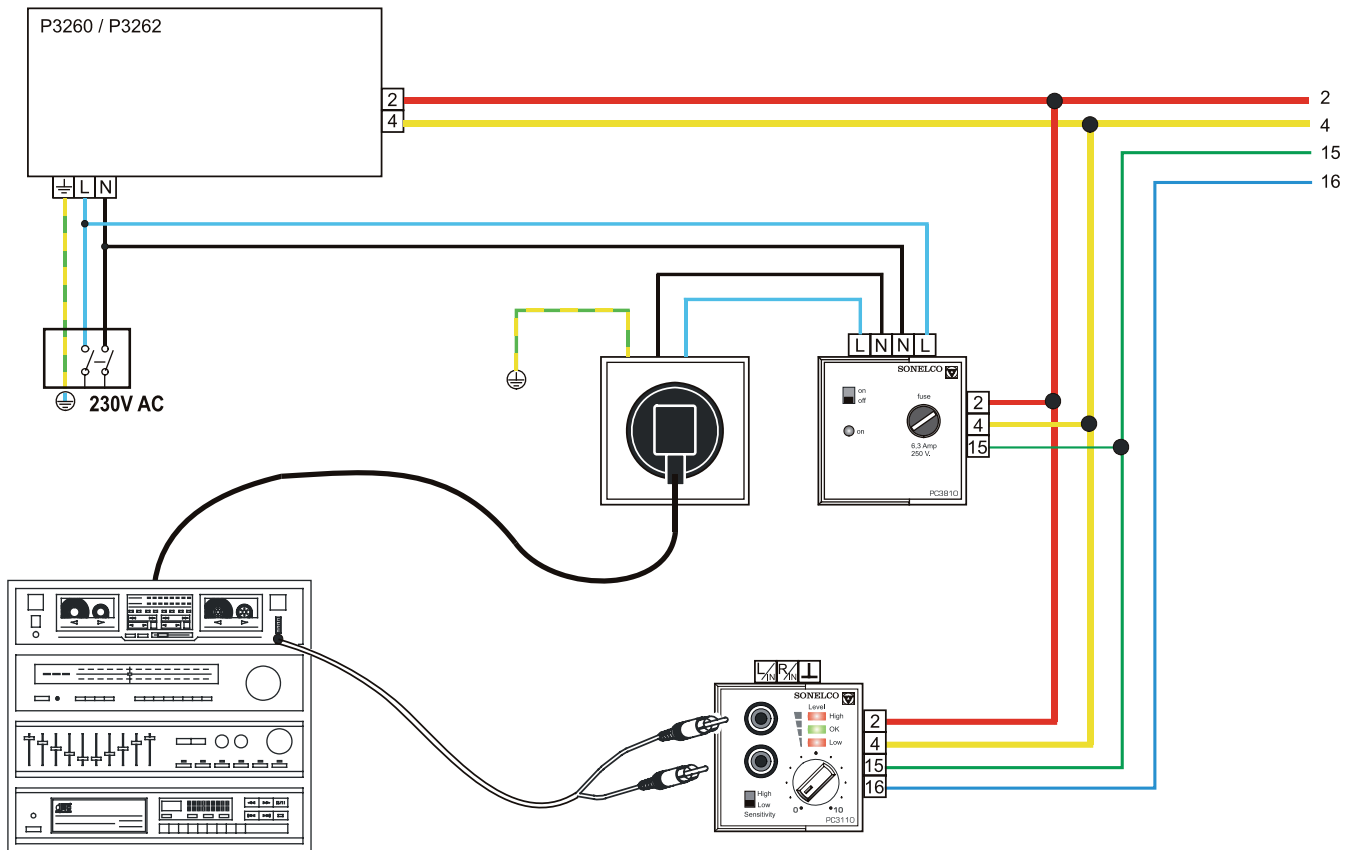 P3260 / P3262
2
4
2
4
15
16
L N
230V AC
L N N L
SONELCO
on
off
on
fuse
6,3 Amp
250 V.
PC3810
2
4
15
L/IN R/IN
SONELCO
Level
High
OK
Low
High
Low
Sensitivity
0
10
PC3110
2
4
15
16